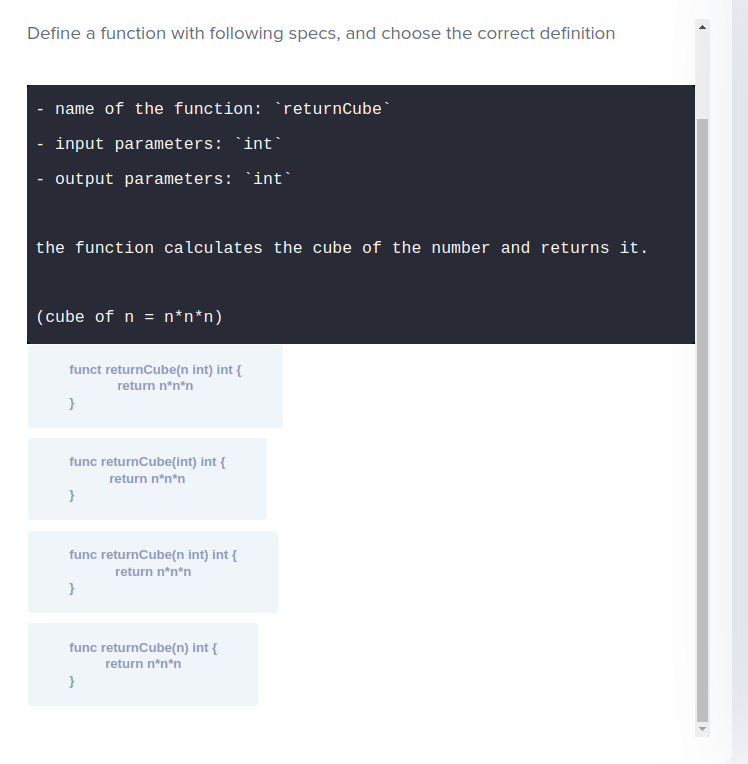 Define a function with following specs, and choose the correct definition
- name of the function: `returnCube`
- input parameters: `int`
- output parameters: `int`
the function calculates the cube of the number and returns it.
(cube of n = n*n*n)
funct returnCube(n int) int {
return n*n*n
}
func returnCube(int) int {
return n*n*n
}
func returnCube(n int) int {
return n*n*n
}
func returnCube(n) int {
return n*n*n
}